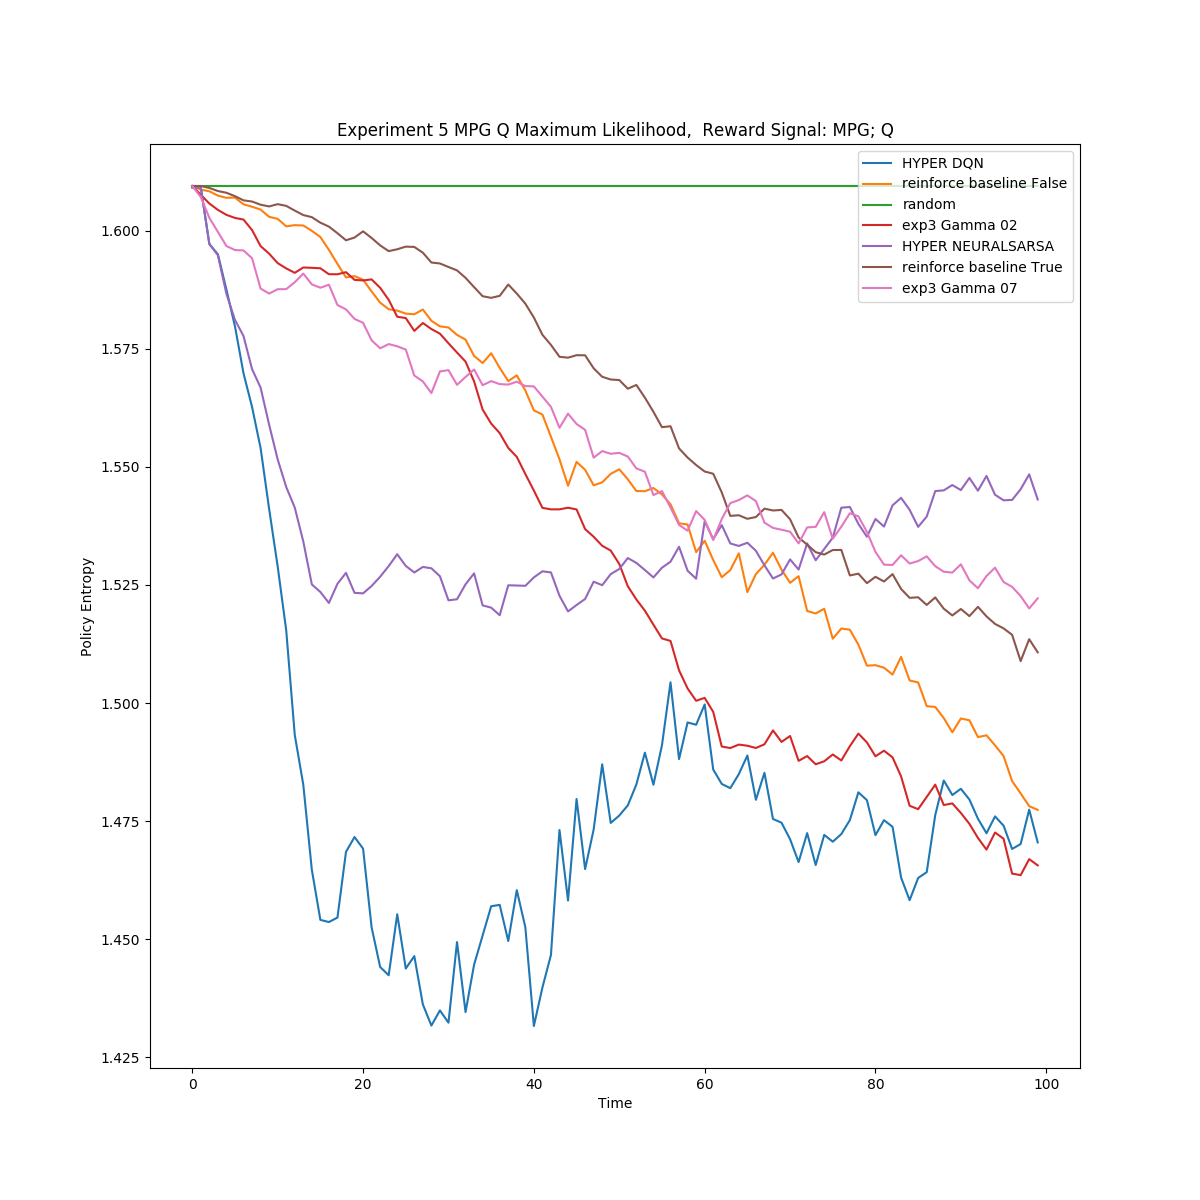 Experiment 5 MPG Q Maximum Likelihood,  Reward Signal: MPG; Q
HYPER DQN
reinforce baseline False
random
exp3 Gamma 02
HYPER NEURALSARSA
reinforce baseline True
exp3 Gamma 07
Policy Entropy
1.600
1.575
1.550
1.525
1.500
1.475
1.450
1.425
0 20 40 60 80 100
Time